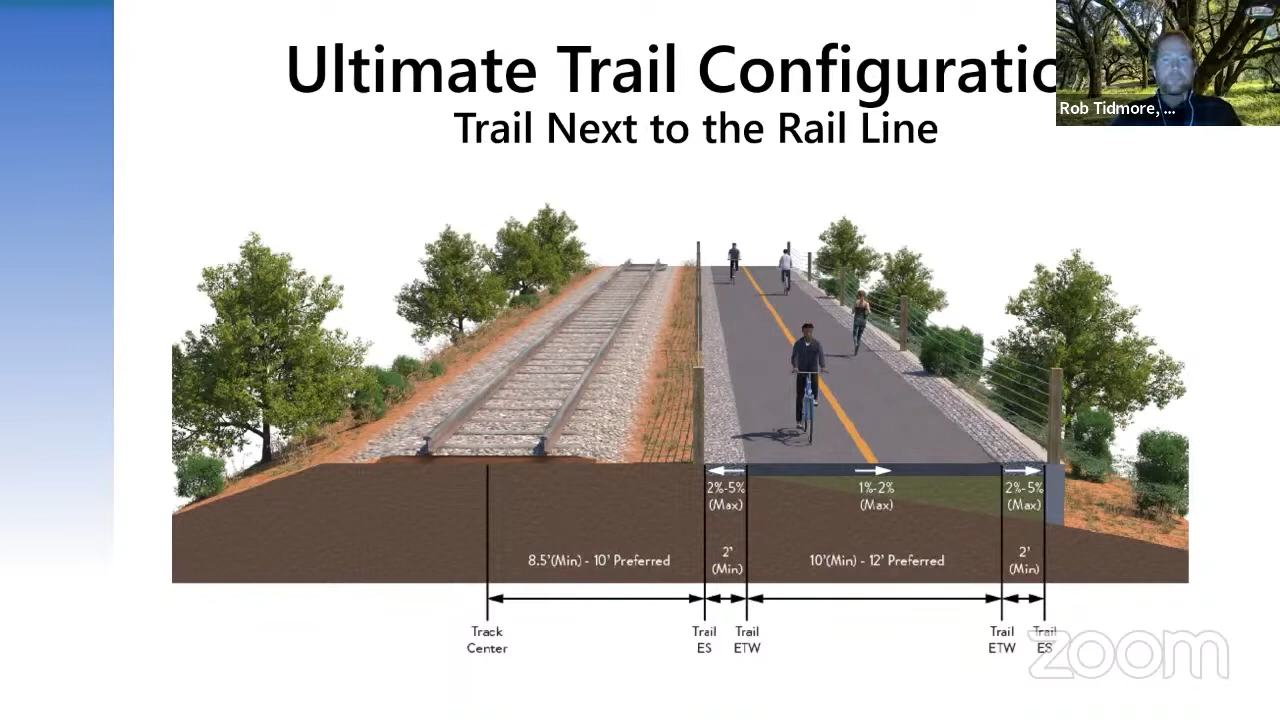 Ultimate Trail Configuratio
Trail Next to the Rail Line
Rob Tidmore, ...
2%-5%
(Max)
1%-2%
(Max)
2%-5%
(Max)
8.5'(Min) - 10' Preferred
2'
(Min)
10'(Min) - 12' Preferred
2'
(Min)
Track
Center
Trail
ES
Trail
ETW
Trail
ETW
Trail
ES
zoom